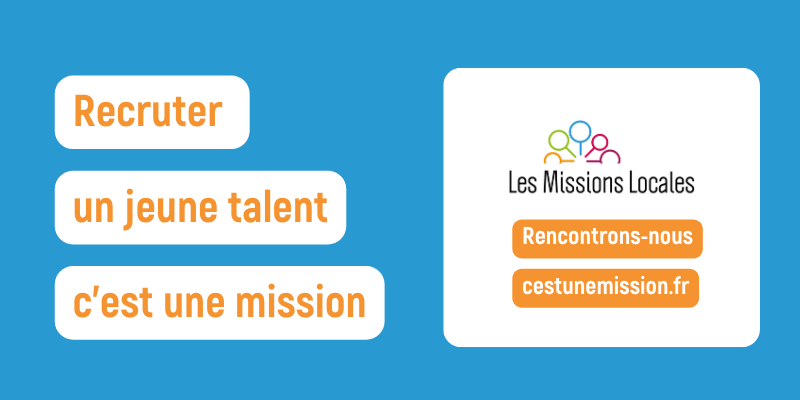 Recruter
un jeune talent
c'est une mission
Les Missions Locales
Rencontrons-nous
cestunemission.fr